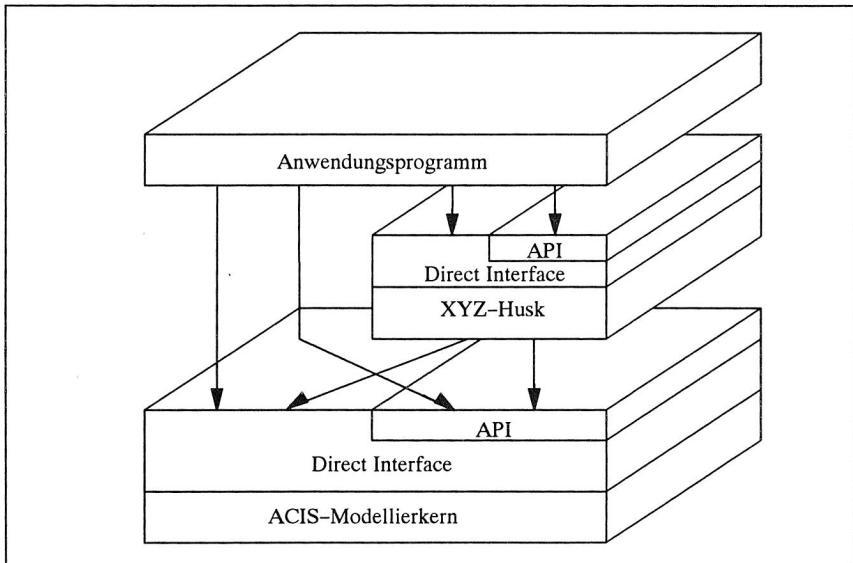 Anwendungsprogramm
API
Direct Interface
XYZ-Husk
API
Direct Interface
ACIS-Modellierkern